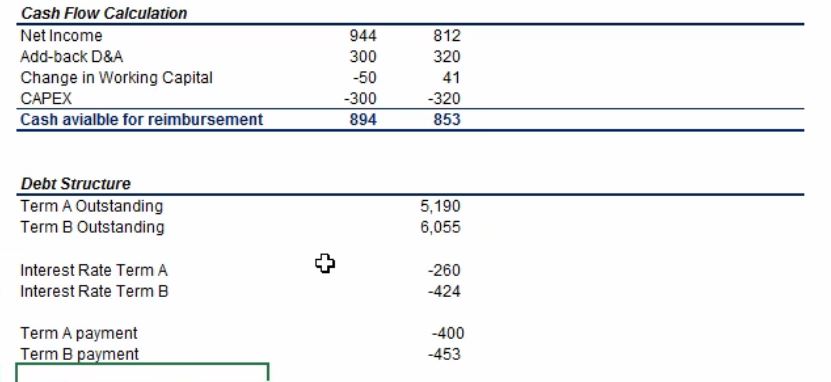 Cash Flow Calculation
Net Income 944 812
Add-back D&A 300 320
Change in Working Capital -50 41
CAPEX -300 -320
Cash avialble for reimbursement 894 853
Debt Structure
Term A Outstanding 5,190
Term B Outstanding 6,055
Interest Rate Term A -260
Interest Rate Term B -424
Term A payment -400
Term B payment -453